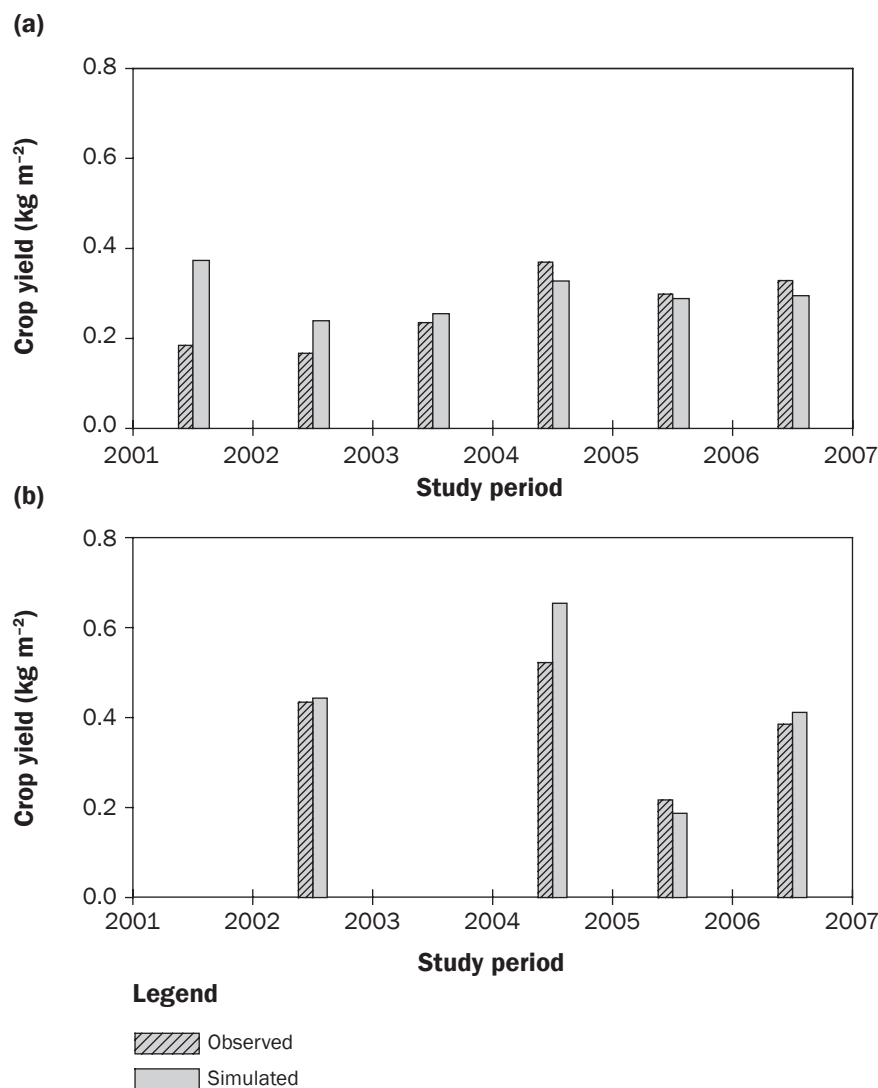 (a)
Crop yield (kg m⁻²)
0.8
0.6
0.4
0.2
0.0
2001 2002 2003 2004 2005 2006 2007
Study period
(b)
Crop yield (kg m⁻²)
0.8
0.6
0.4
0.2
0.0
2001 2002 2003 2004 2005 2006 2007
Study period
Legend
Observed
Simulated